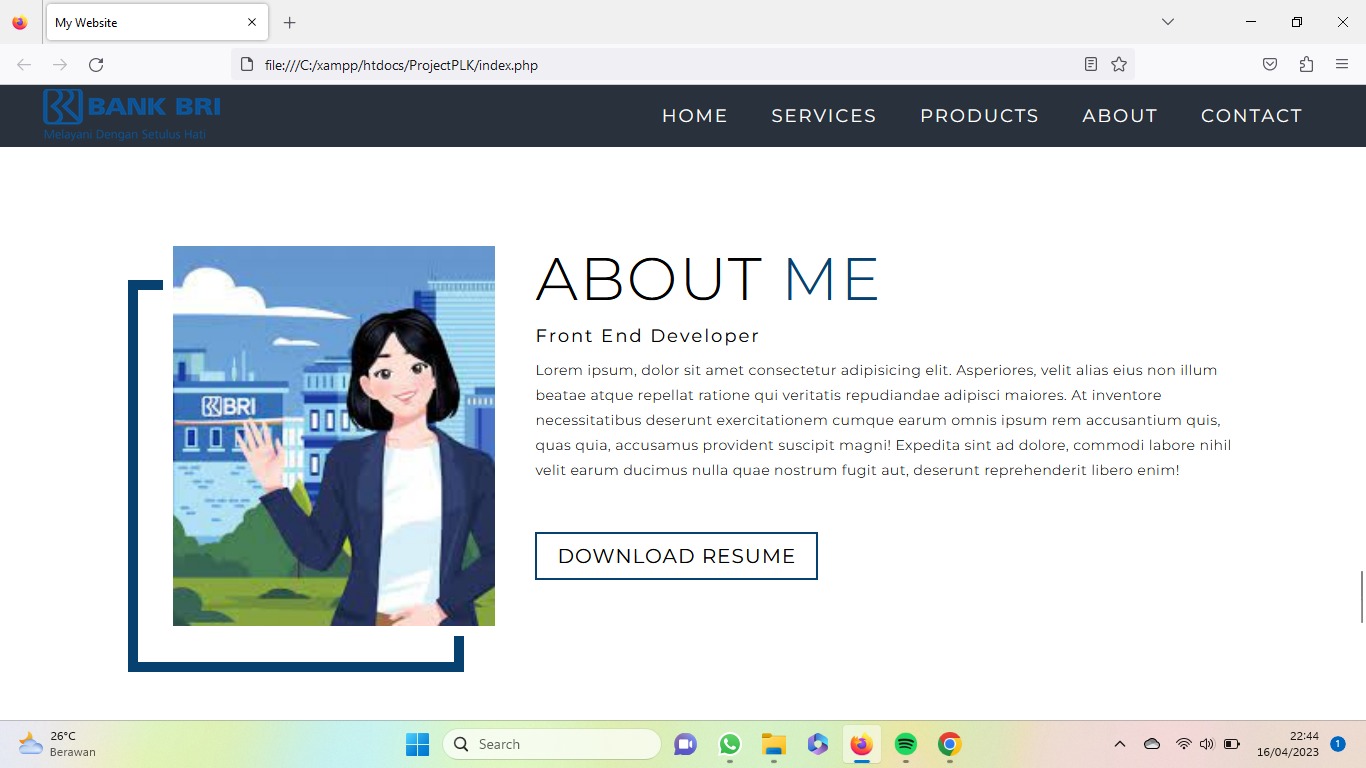 My Website
file:///C:/xampp/htdocs/ProjectPLK/index.php
BANK BRI
Melayani Dengan Setulus Hati
HOME SERVICES PRODUCTS ABOUT CONTACT
BRI
ABOUT ME
Front End Developer
Lorem ipsum, dolor sit amet consectetur adipisicing elit. Asperiores, velit alias eius non illum
beatae atque repellat ratione qui veritatis repudiandae adipisci maiores. At inventore
necessitatibus deserunt exercitationem cumque earum omnis ipsum rem accusantium quis,
quas quia, accusamus provident suscipit magni! Expedita sint ad dolore, commodi labore nihil
velit earum ducimus nulla quae nostrum fugit aut, deserunt reprehenderit libero enim!
DOWNLOAD RESUME
26°C
Berawan
Search
22:44
16/04/2023
1